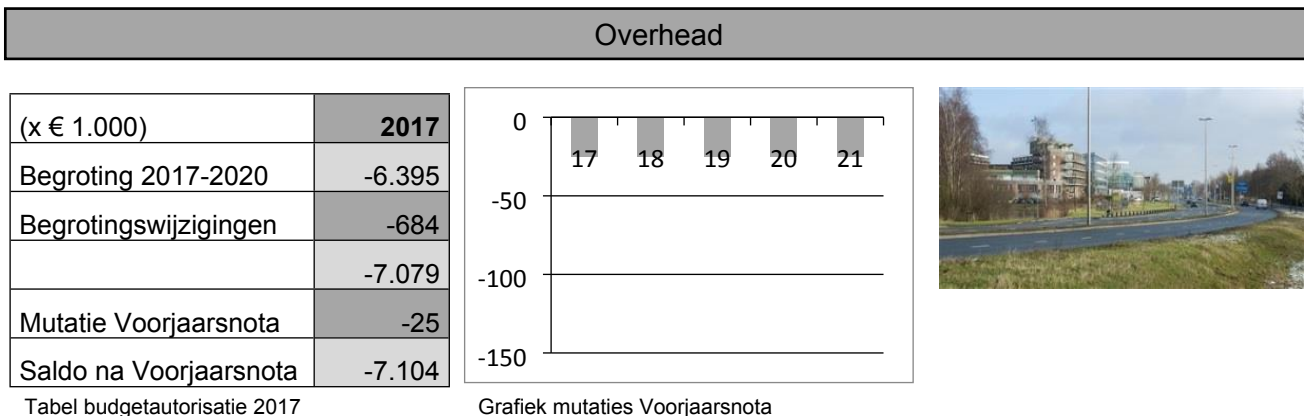 Overhead
(x € 1.000) 2017
Begroting 2017-2020 -6.395
Begrotingswijzigingen -684
-7.079
Mutatie Voorjaarsnota -25
Saldo na Voorjaarsnota -7.104
Tabel budgetautorisatie 2017
0
-50
-100
-150
17 18 19 20 21
Grafiek mutaties Voorjaarsnota